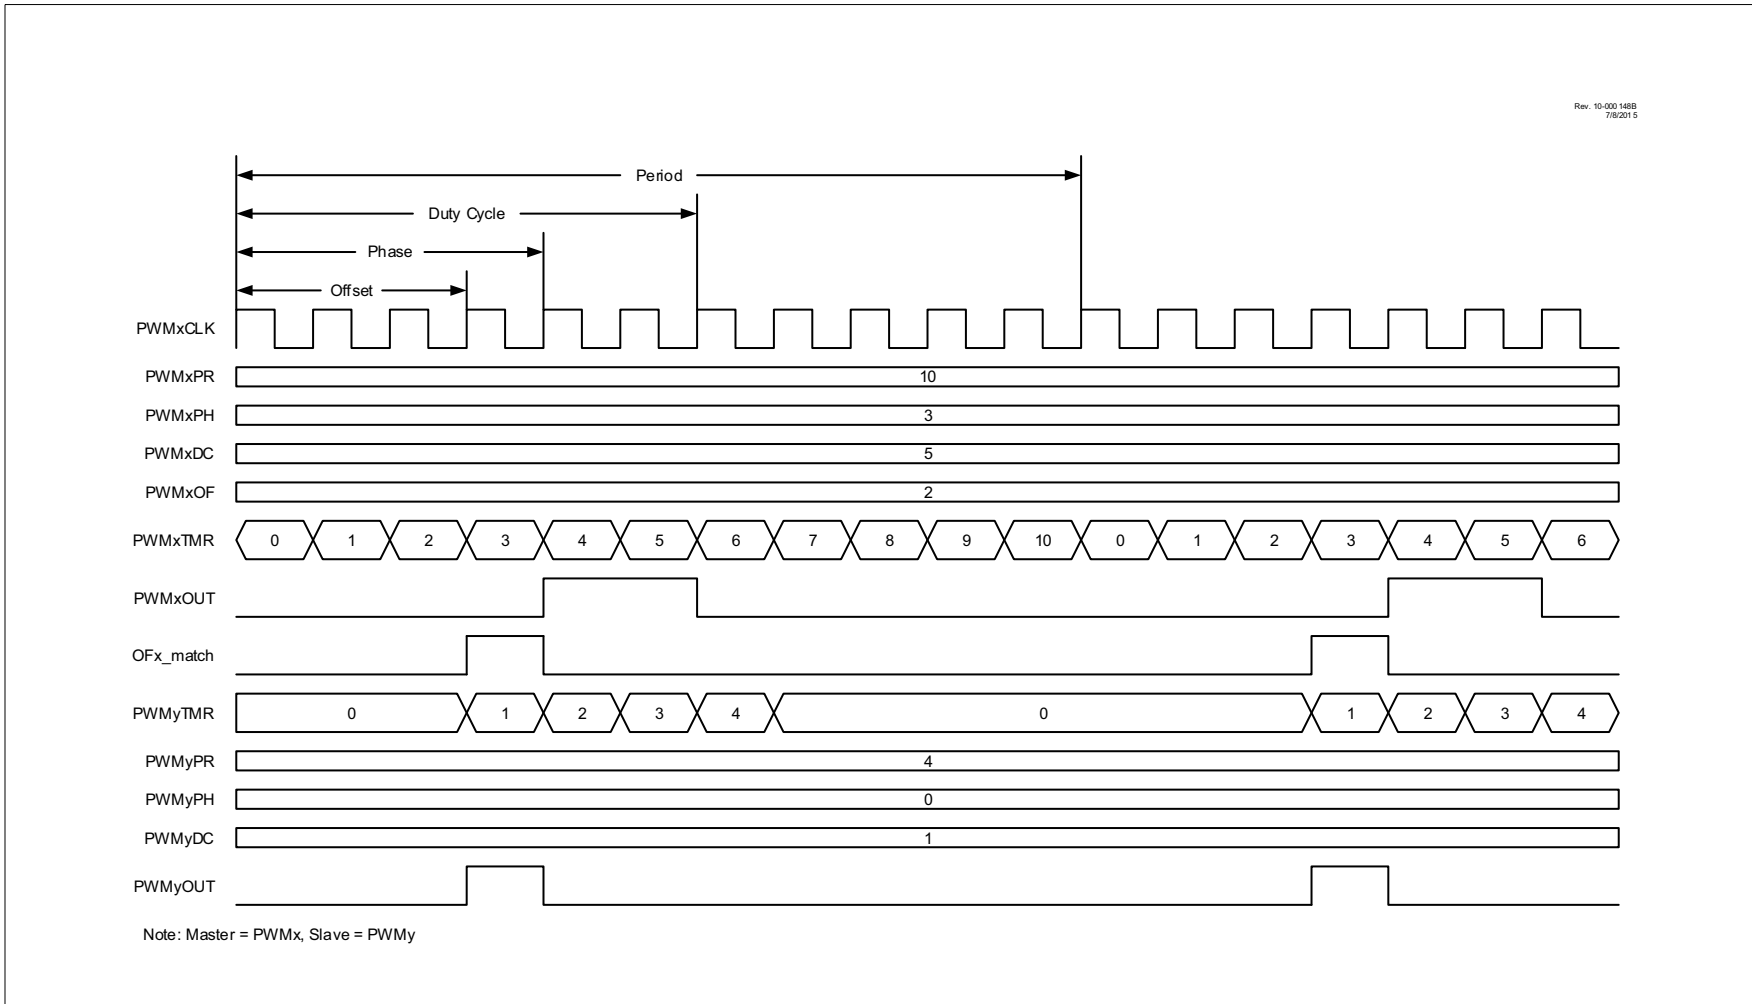 Rev. 10-000 148B
7/8/201 5
Period
Duty Cycle
Phase
Offset
PWMxCLK
PWMxPR 10
PWMxPH 3
PWMxDC 5
PWMxOF 2
PWMxTMR 0 1 2 3 4 5 6 7 8 9 10 0 1 2 3 4 5 6
PWMxOUT
OFx_match
PWMyTMR 0 1 2 3 4 0 1 2 3 4
PWMyPR 4
PWMyPH 0
PWMyDC 1
PWMyOUT
Note: Master = PWMx, Slave = PWMy